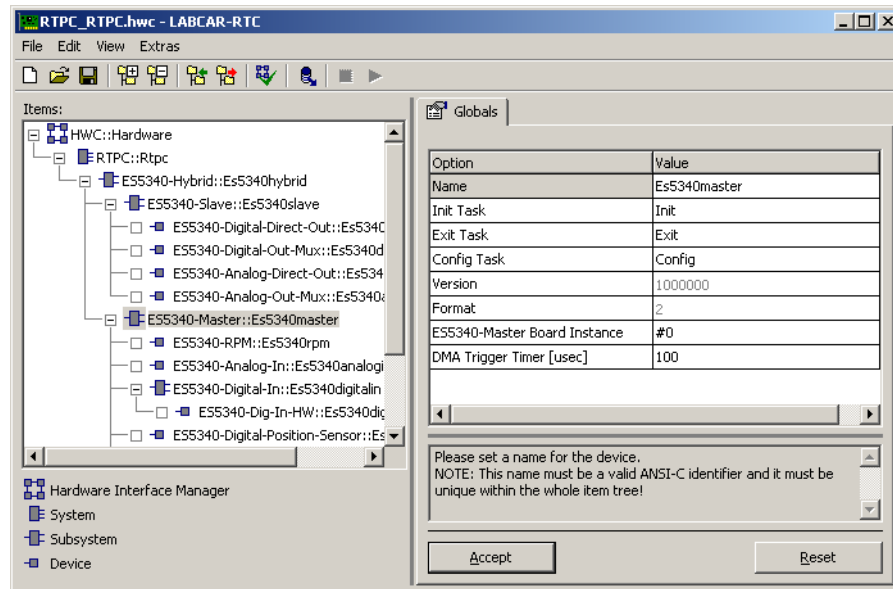 RTPC_RTPC.hwc - LABCAR-RTC
File Edit View Extras
Items:
HWC::Hardware
RTPC::Rtpc
ES5340-Hybrid::Es5340hybrid
ES5340-Slave::Es5340slave
ES5340-Digital-Direct-Out::Es534
ES5340-Digital-Out-Mux::Es5340d
ES5340-Analog-Direct-Out::Es534
ES5340-Analog-Out-Mux::Es5340
ES5340-Master::Es5340master
ES5340-RPM::Es5340rpm
ES5340-Analog-In::Es5340analogi
ES5340-Digital-In::Es5340digitalin
ES5340-Dig-In-HW::Es5340dig
ES5340-Digital-Position-Sensor::Es
Hardware Interface Manager
System
Subsystem
Device
Globals
Option Value
Name Es5340master
Init Task Init
Exit Task Exit
Config Task Config
Version 1000000
Format 2
ES5340-Master Board Instance #0
DMA Trigger Timer [usec] 100
Please set a name for the device.
NOTE: This name must be a valid ANSI-C identifier and it must be
unique within the whole item tree!
Accept Reset